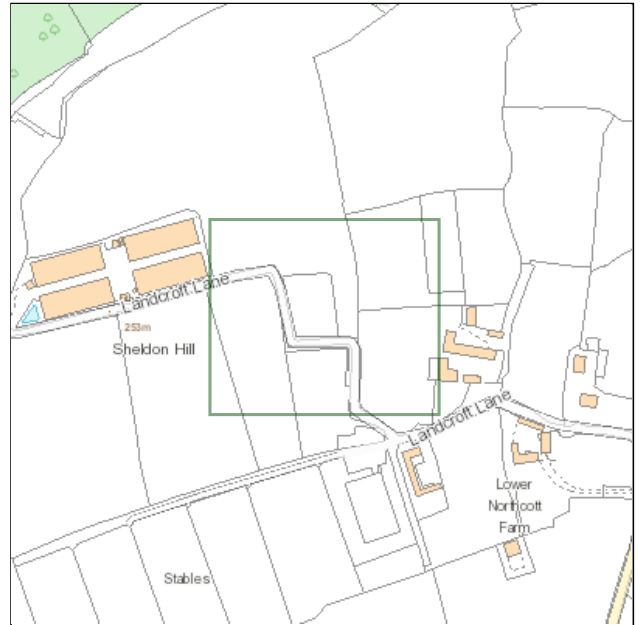 Landcroft Lane
253m
Sheldon Hill
Landcroft Lane
Lower
Northcott
Farm
Stables